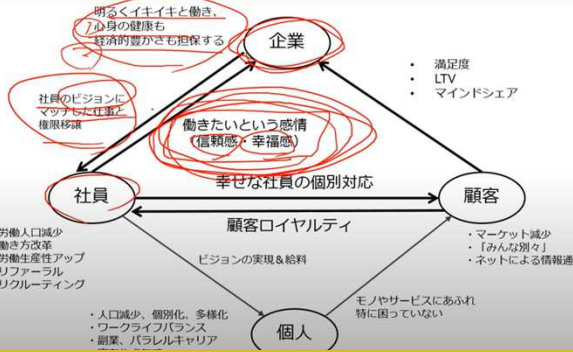 明るくイキイキと働き、
心身の健康も
経済的豊かさも担保する
企業
・ 満足度
・ LTV
・ マインドシェア
社員のビジョンに
マッチした仕事と
権限移譲
働きたいという感情
（信頼感・幸福感）
社員
幸せな社員の個別対応
顧客
顧客ロイヤルティ
労働人口減少
働き方改革
労働生産性アップ
リファーラル
リクルーティング
ビジョンの実現＆給料
・マーケット減少
・「みんな別々」
・ネットによる情報通
モノやサービスにあふれ
特に困っていない
・人口減少、個別化、多様化
・ワークライフバランス
・副業、パラレルキャリア
個人